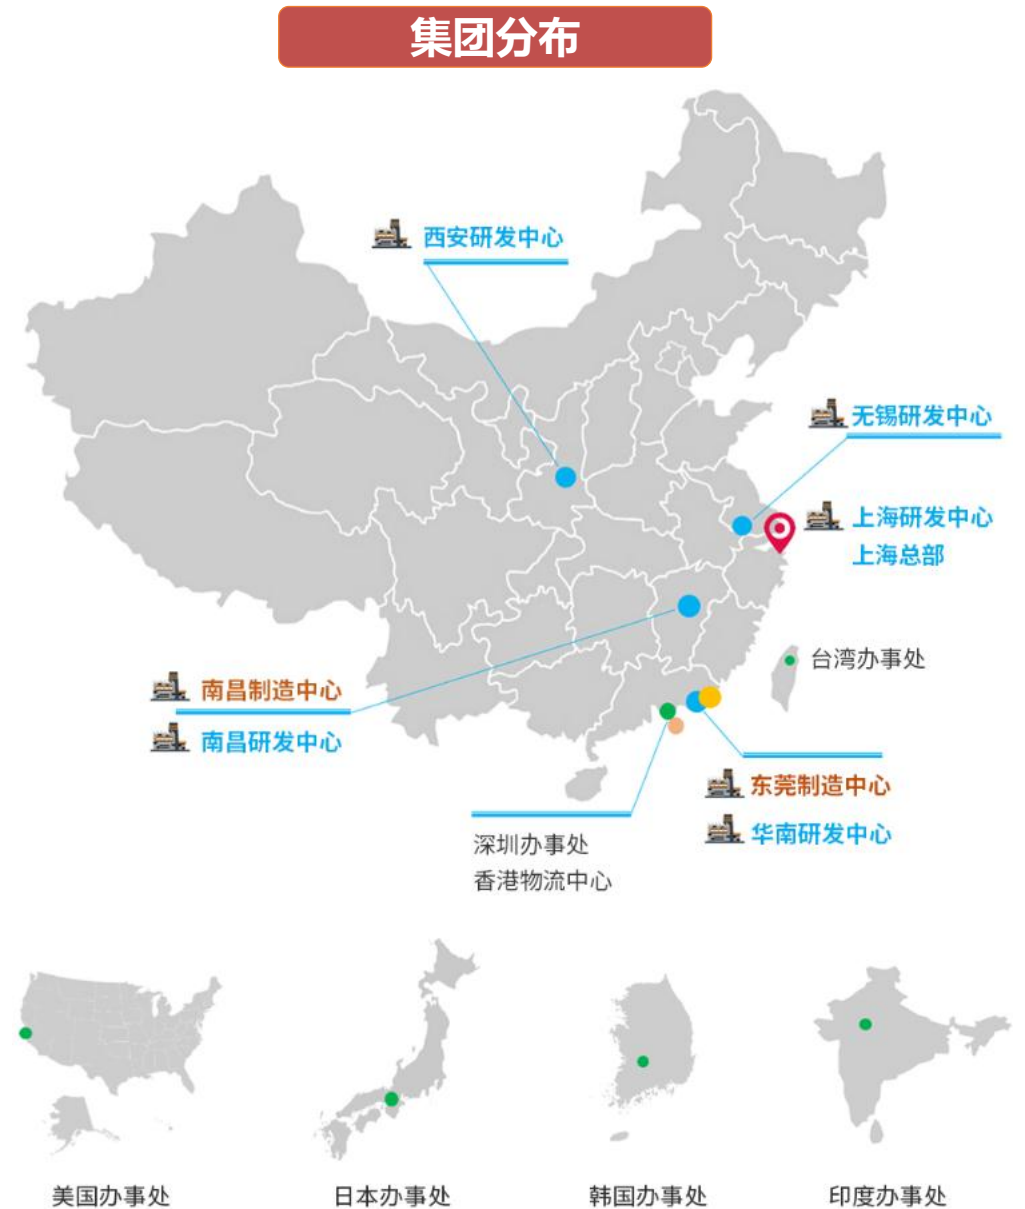 集团分布
西安研发中心
无锡研发中心
上海研发中心
上海总部
台湾办事处
南昌制造中心
南昌研发中心
东莞制造中心
华南研发中心
深圳办事处
香港物流中心
美国办事处
日本办事处
韩国办事处
印度办事处